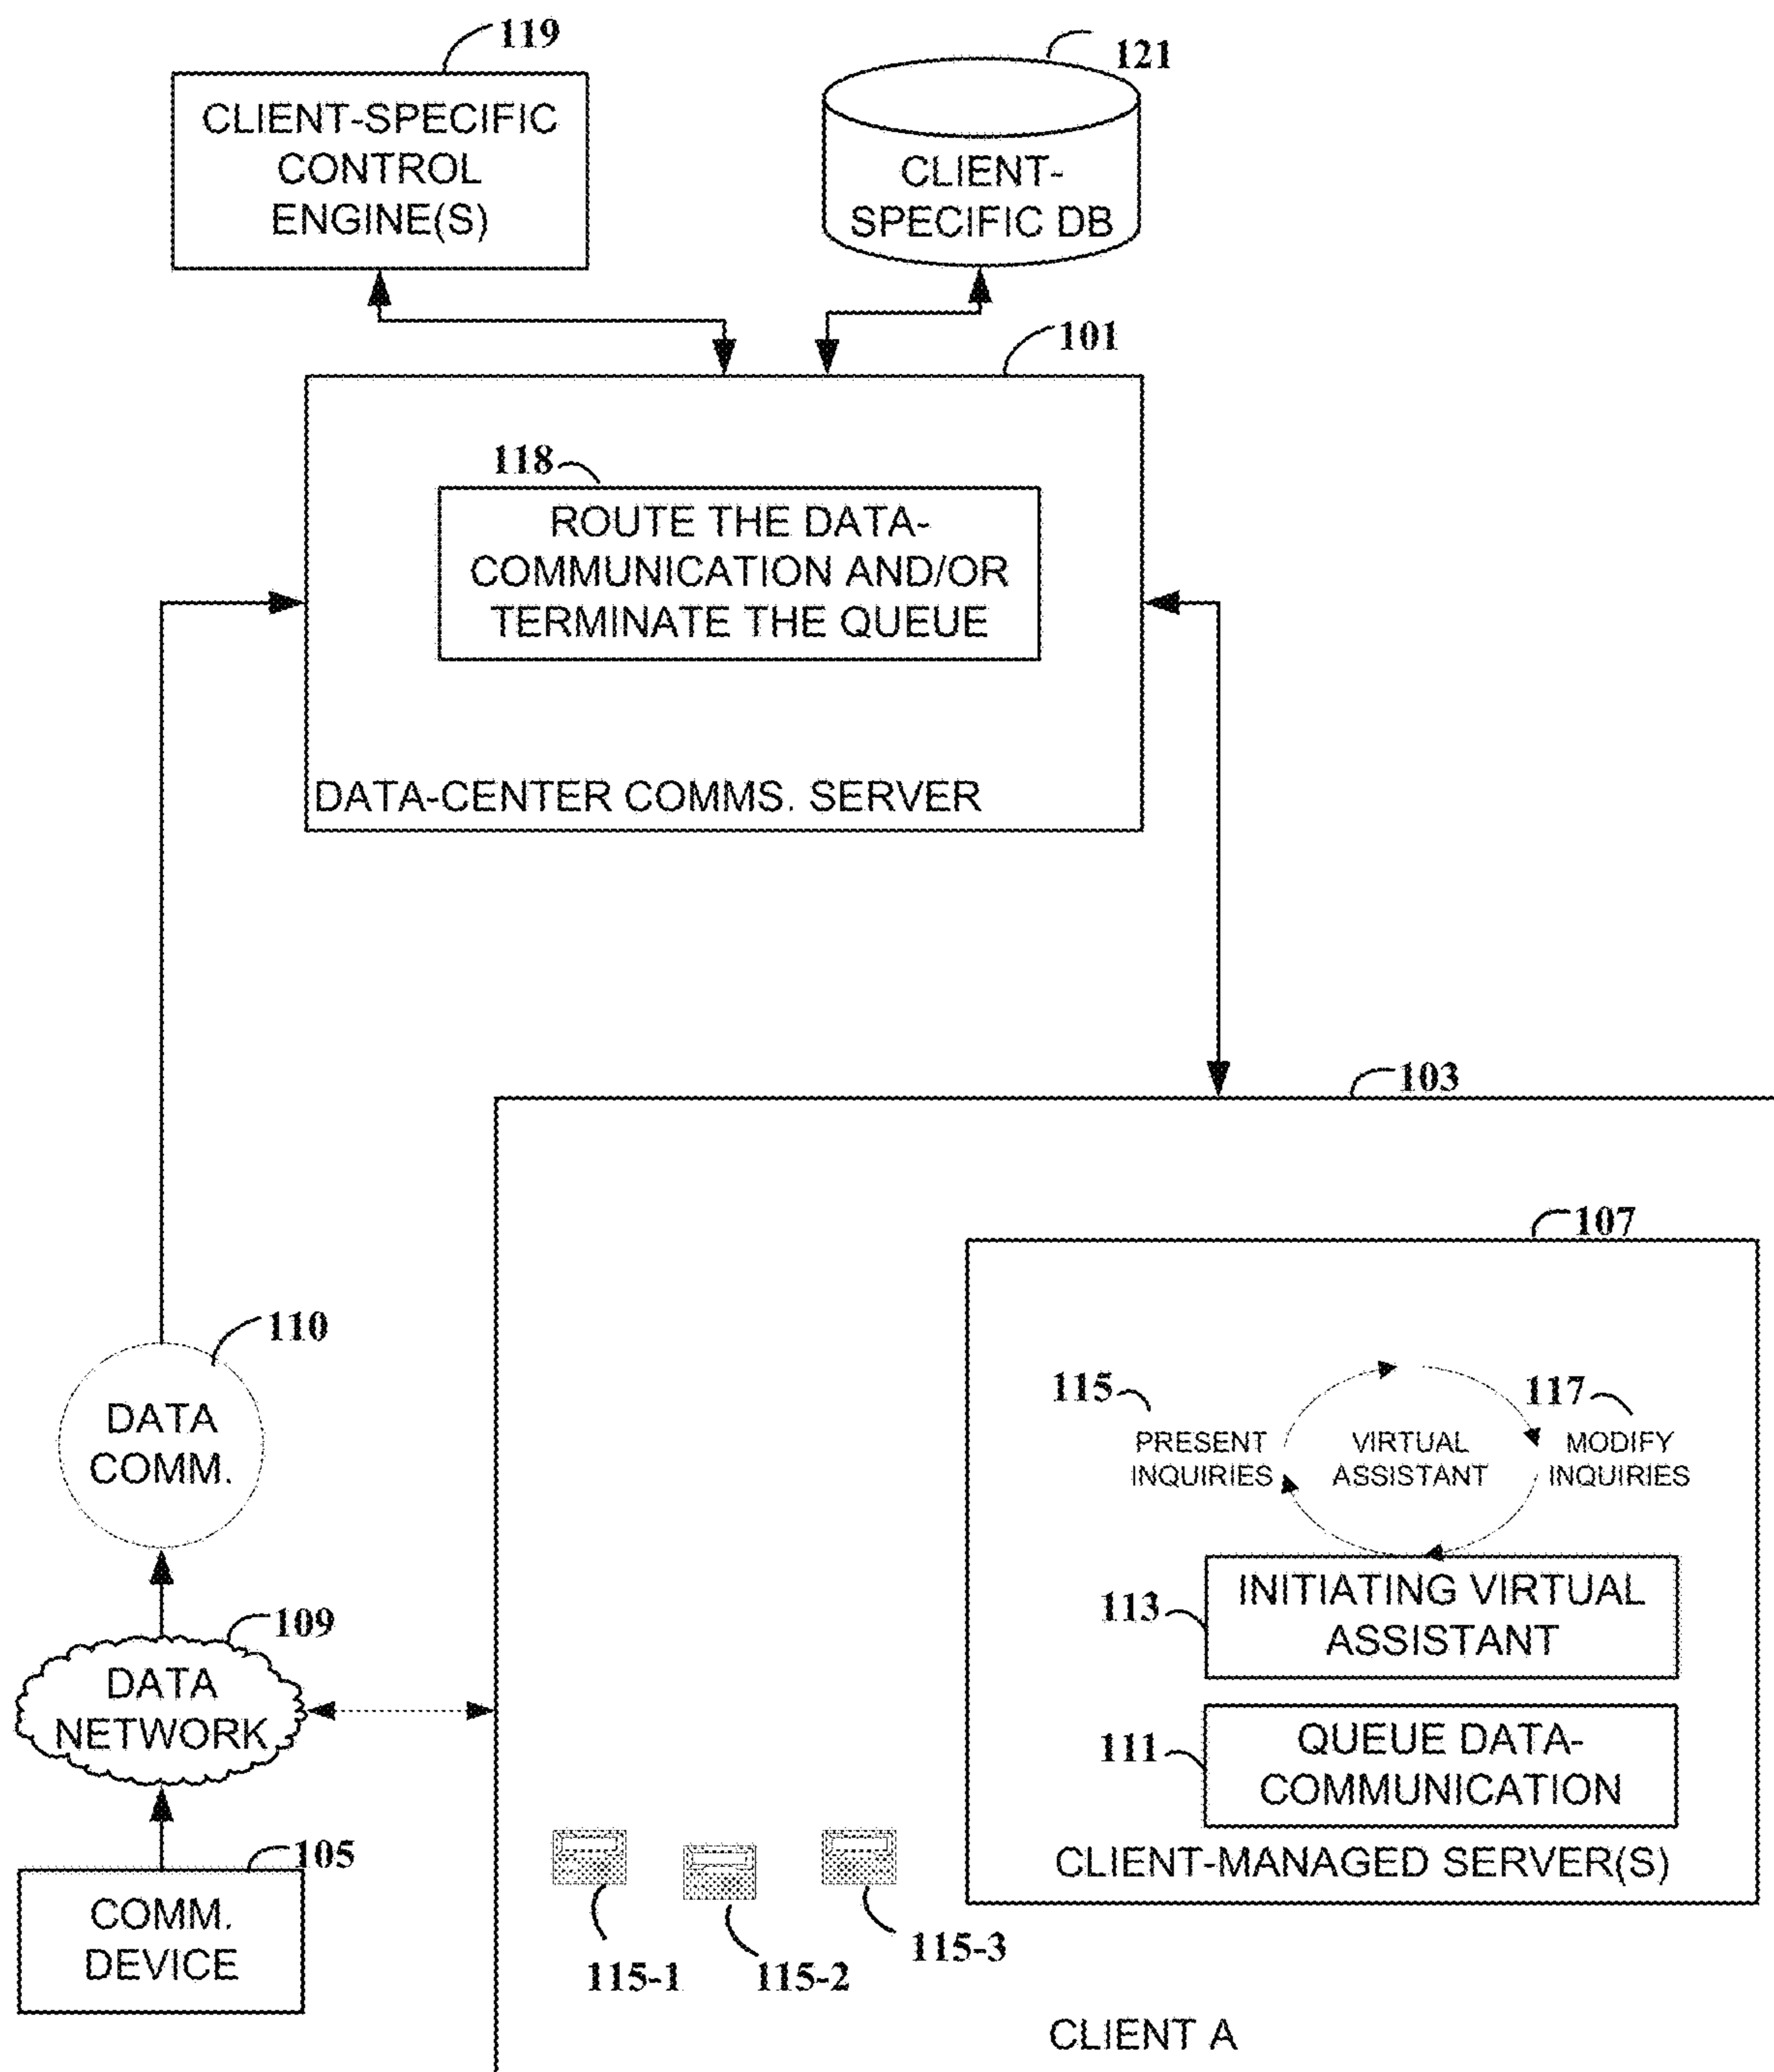 119
CLIENT-SPECIFIC
CONTROL
ENGINE(S)
121
CLIENT-
SPECIFIC DB
101
118
ROUTE THE DATA-
COMMUNICATION AND/OR
TERMINATE THE QUEUE
DATA-CENTER COMMS. SERVER
103
107
110
DATA
COMM.
115
PRESENT
INQUIRIES
VIRTUAL
ASSISTANT
117
MODIFY
INQUIRIES
113
INITIATING VIRTUAL
ASSISTANT
109
DATA
NETWORK
111
QUEUE DATA-
COMMUNICATION
CLIENT-MANAGED SERVER(S)
105
COMM.
DEVICE
115-1
115-2
115-3
CLIENT A